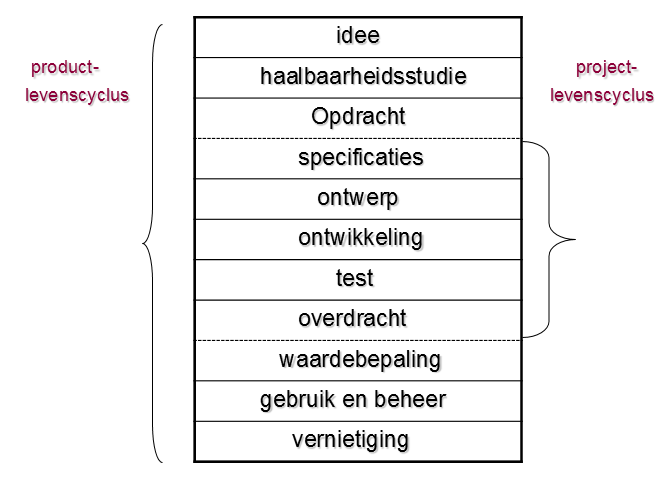 product-
levenscyclus
idee
haalbaarheidsstudie
Opdracht
specificaties
ontwerp
ontwikkeling
test
overdracht
waardebepaling
gebruik en beheer
vernietiging
project-
levenscyclus